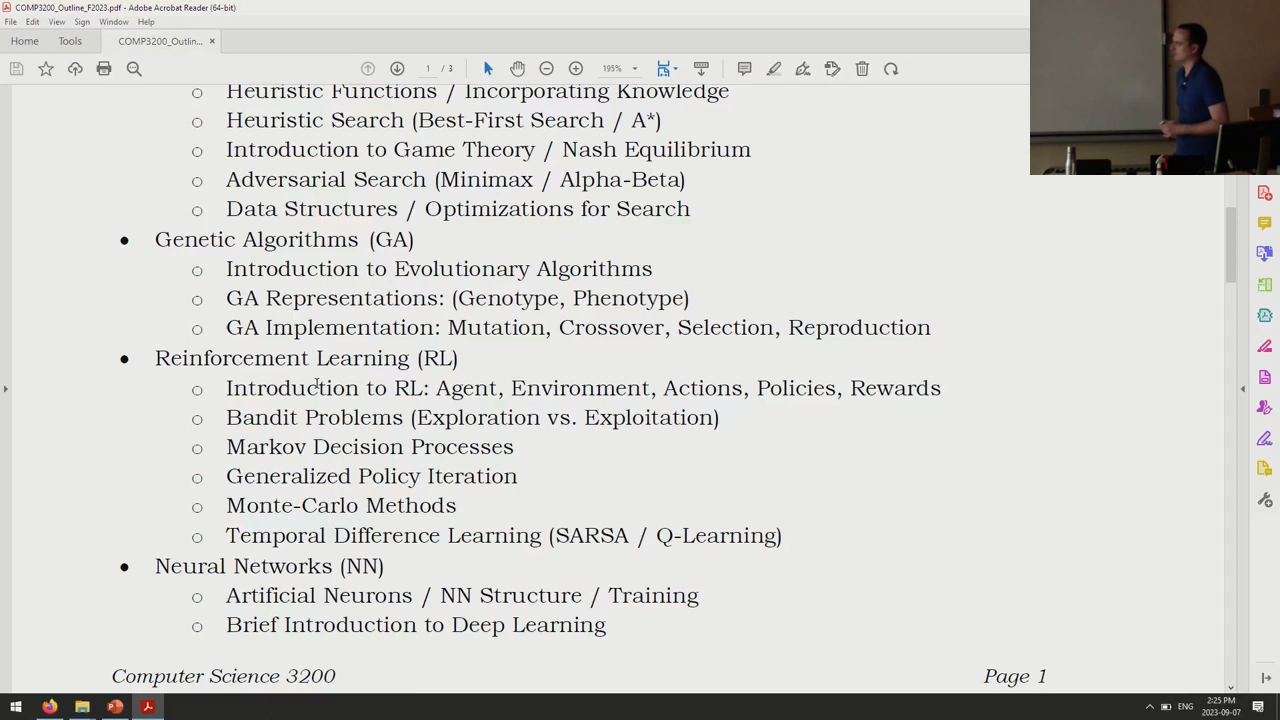 COMP3200_Outline_F2023.pdf - Adobe Acrobat Reader (64-bit)
File Edit View Sign Window Help
Home Tools COMP3200_Outlin... ×
1 / 3 195%
Heuristic Functions / Incorporating Knowledge
Heuristic Search (Best-First Search / A*)
Introduction to Game Theory / Nash Equilibrium
Adversarial Search (Minimax / Alpha-Beta)
Data Structures / Optimizations for Search
Genetic Algorithms (GA)
Introduction to Evolutionary Algorithms
GA Representations: (Genotype, Phenotype)
GA Implementation: Mutation, Crossover, Selection, Reproduction
Reinforcement Learning (RL)
Introduction to RL: Agent, Environment, Actions, Policies, Rewards
Bandit Problems (Exploration vs. Exploitation)
Markov Decision Processes
Generalized Policy Iteration
Monte-Carlo Methods
Temporal Difference Learning (SARSA / Q-Learning)
Neural Networks (NN)
Artificial Neurons / NN Structure / Training
Brief Introduction to Deep Learning
Computer Science 3200 Page 1
ENG 2:25 PM
2023-09-07